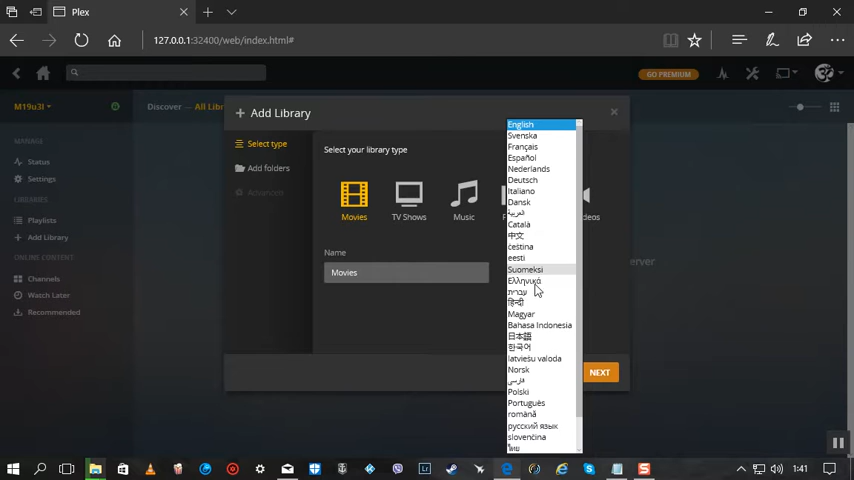 Plex
127.0.0.1:32400/web/index.html#
GO PREMIUM
M19u3l
Discover
All Libr
Add Library
MANAGE
Status
Settings
LIBRARIES
Playlists
Add Library
ONLINE CONTENT
Channels
Watch Later
Recommended
Select type
Add folders
Advanced
Select your library type
Movies
TV Shows
Music
Name
Movies
NEXT
English
Svenska
Français
Español
Nederlands
Deutsch
Italiano
Dansk
العربية
Català
中文
čeština
eesti
Suomeksi
Ελληνικά
עברית
हिन्दी
Magyar
Bahasa Indonesia
日本語
한국어
latviešu valoda
Norsk
فارسی
Polski
Português
română
русский язык
slovenčina
ไทย
1:41